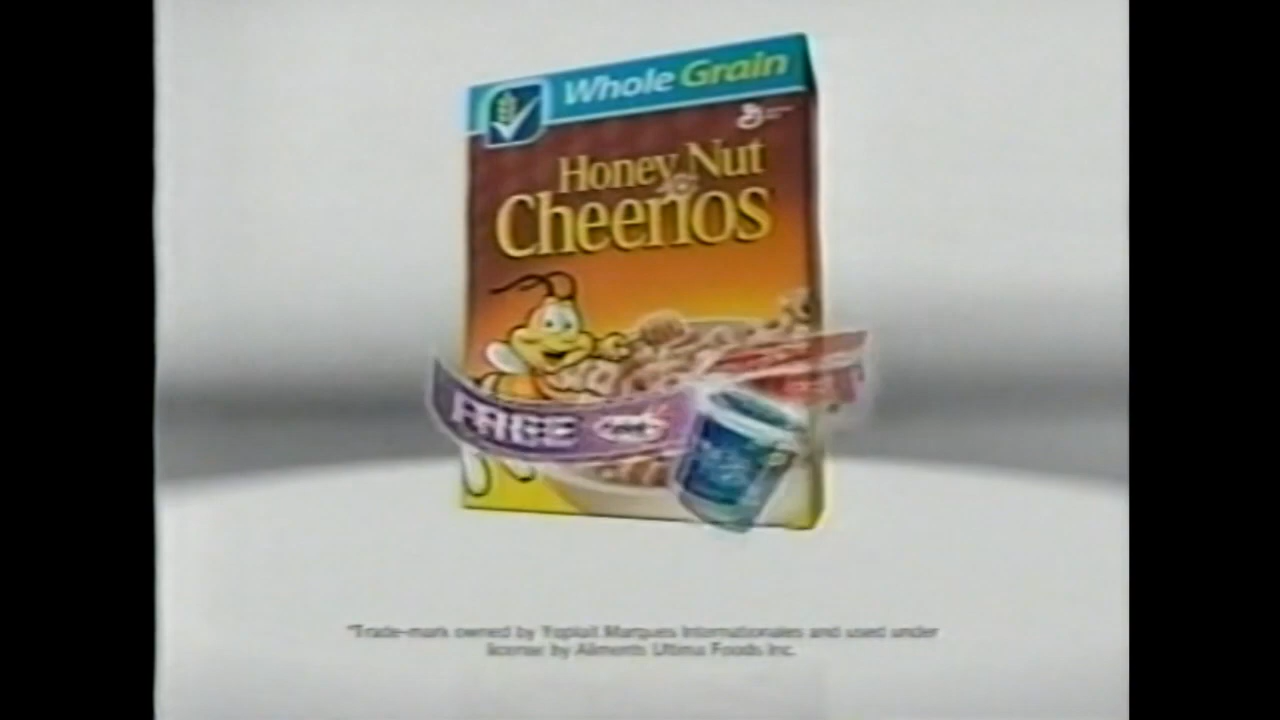 Whole Grain
Honey Nut
Cheerios
FREE
*Trade-mark owned by Yoplait Marques Internationales and used under
license by Aliments Ultima Foods Inc.